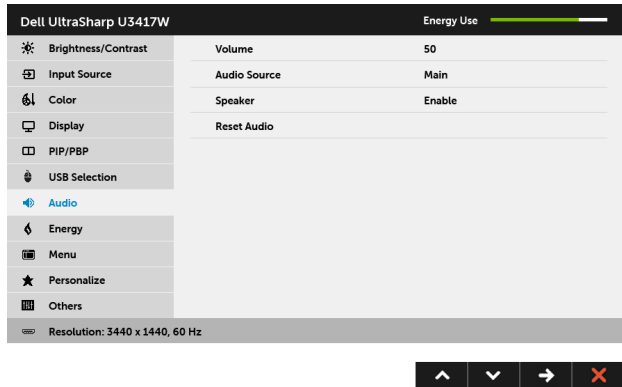 Dell UltraSharp U3417W Energy Use
Brightness/Contrast Volume 50
Input Source Audio Source Main
Color Speaker Enable
Display Reset Audio
PIP/PBP
USB Selection
Audio
Energy
Menu
Personalize
Others
Resolution: 3440 x 1440, 60 Hz